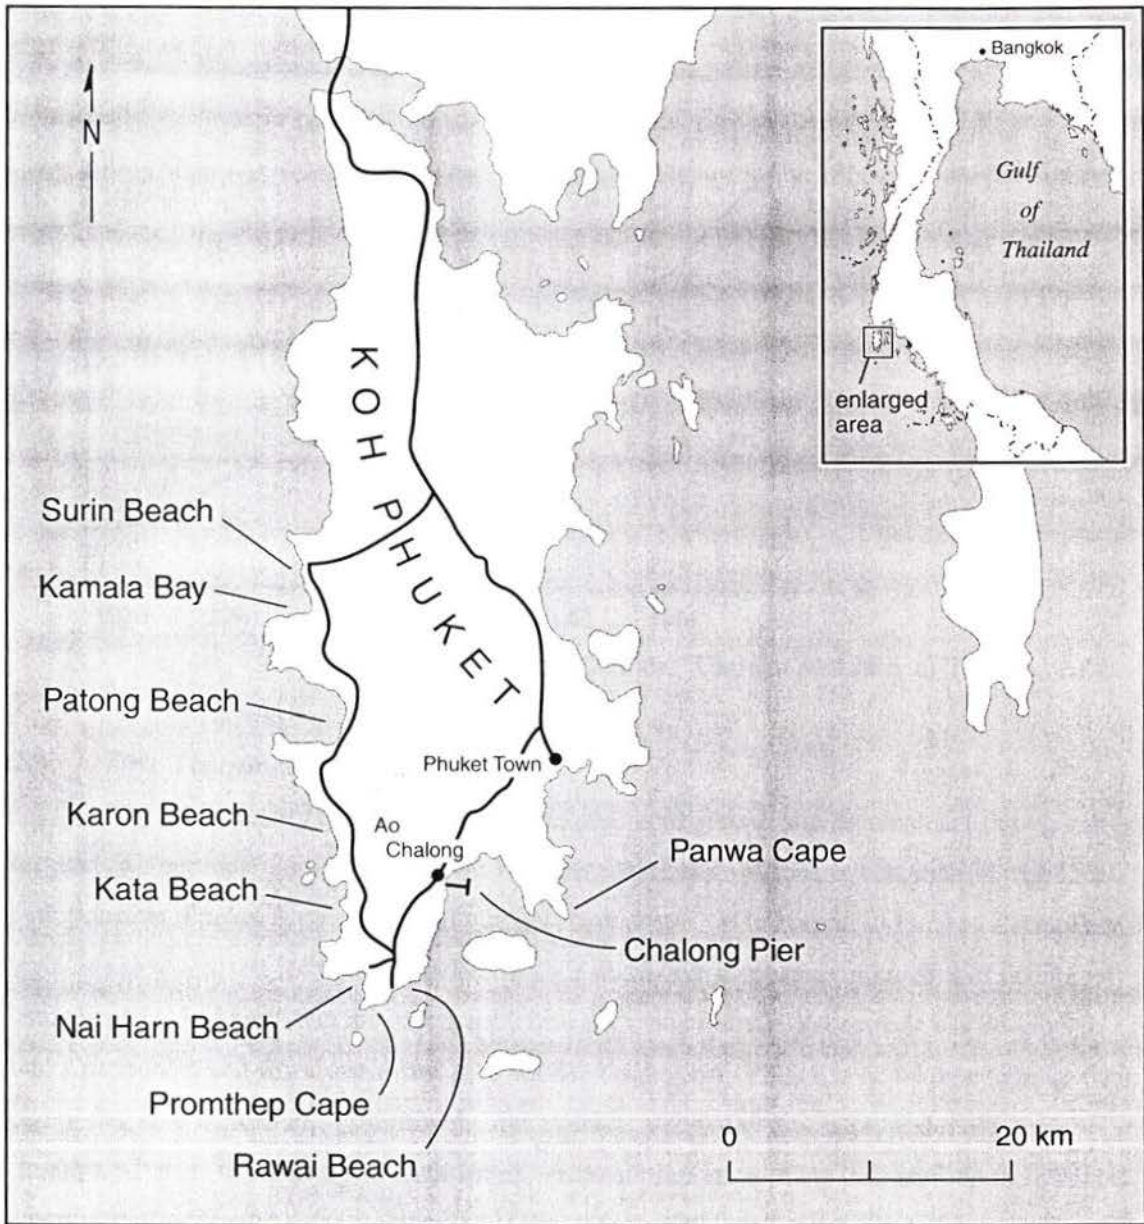 N
Bangkok
Gulf
of
Thailand
enlarged
area
KOH PHUKET
Surin Beach
Kamala Bay
Patong Beach
Phuket Town
Karon Beach
Ao
Chalong
Panwa Cape
Kata Beach
Chalong Pier
Nai Harn Beach
Promthep Cape
Rawai Beach
0 20 km